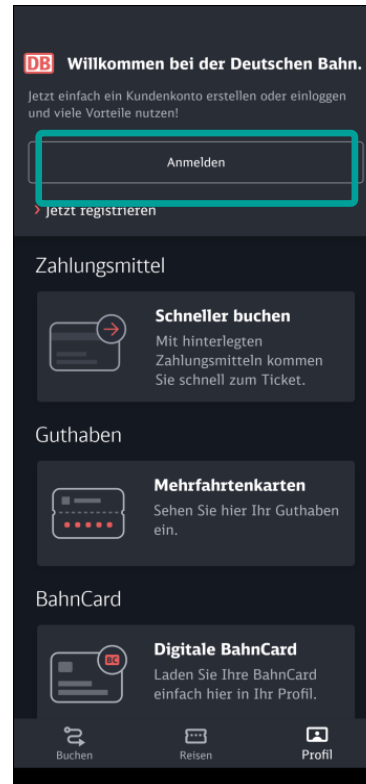 DB Willkommen bei der Deutschen Bahn.
Jetzt einfach ein Kundenkonto erstellen oder einloggen
und viele Vorteile nutzen!
Anmelden
Jetzt registrieren
Zahlungsmittel
Schneller buchen
Mit hinterlegten
Zahlungsmitteln kommen
Sie schnell zum Ticket.
Guthaben
Mehrfahrtenkarten
Sehen Sie hier Ihr Guthaben
ein.
BahnCard
BC
Digitale BahnCard
Laden Sie Ihre BahnCard
einfach hier in Ihr Profil.
Buchen Reisen Profil